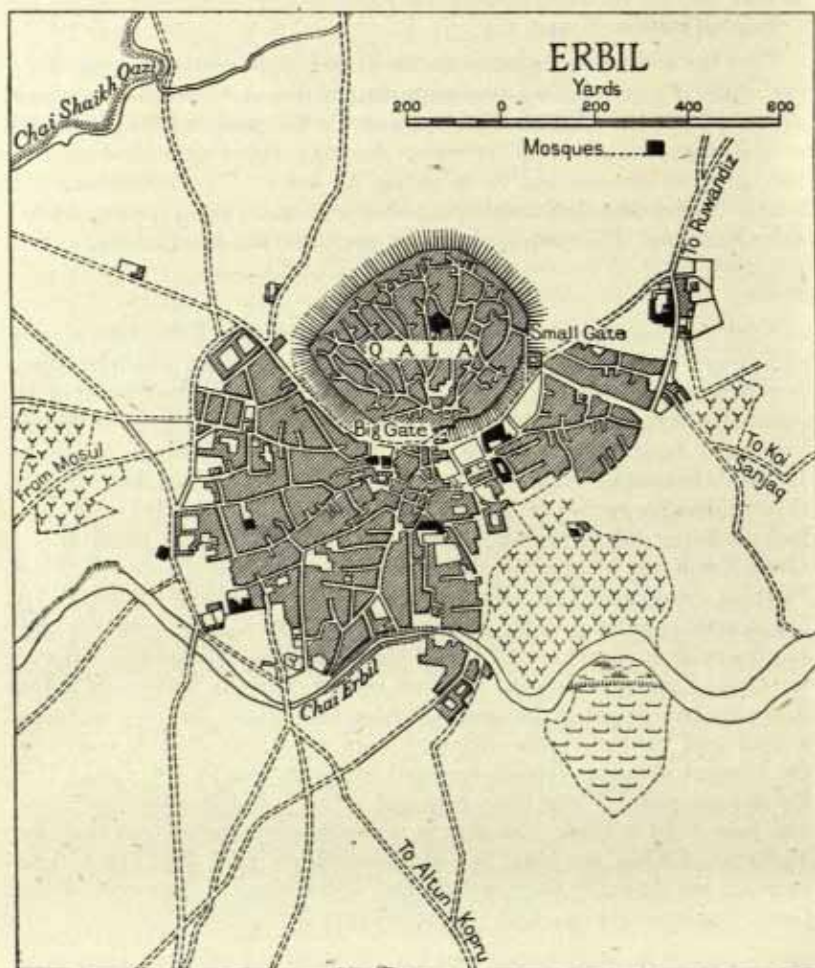 ERBIL
Yards
200 0 200 400 600
Mosques
Chai Shaikh Qazi
To Ruwandiz
Small Gate
QALA
Big Gate
From Mosul
To Koi
Sanjaq
Chai Erbil
To Altun Kopru